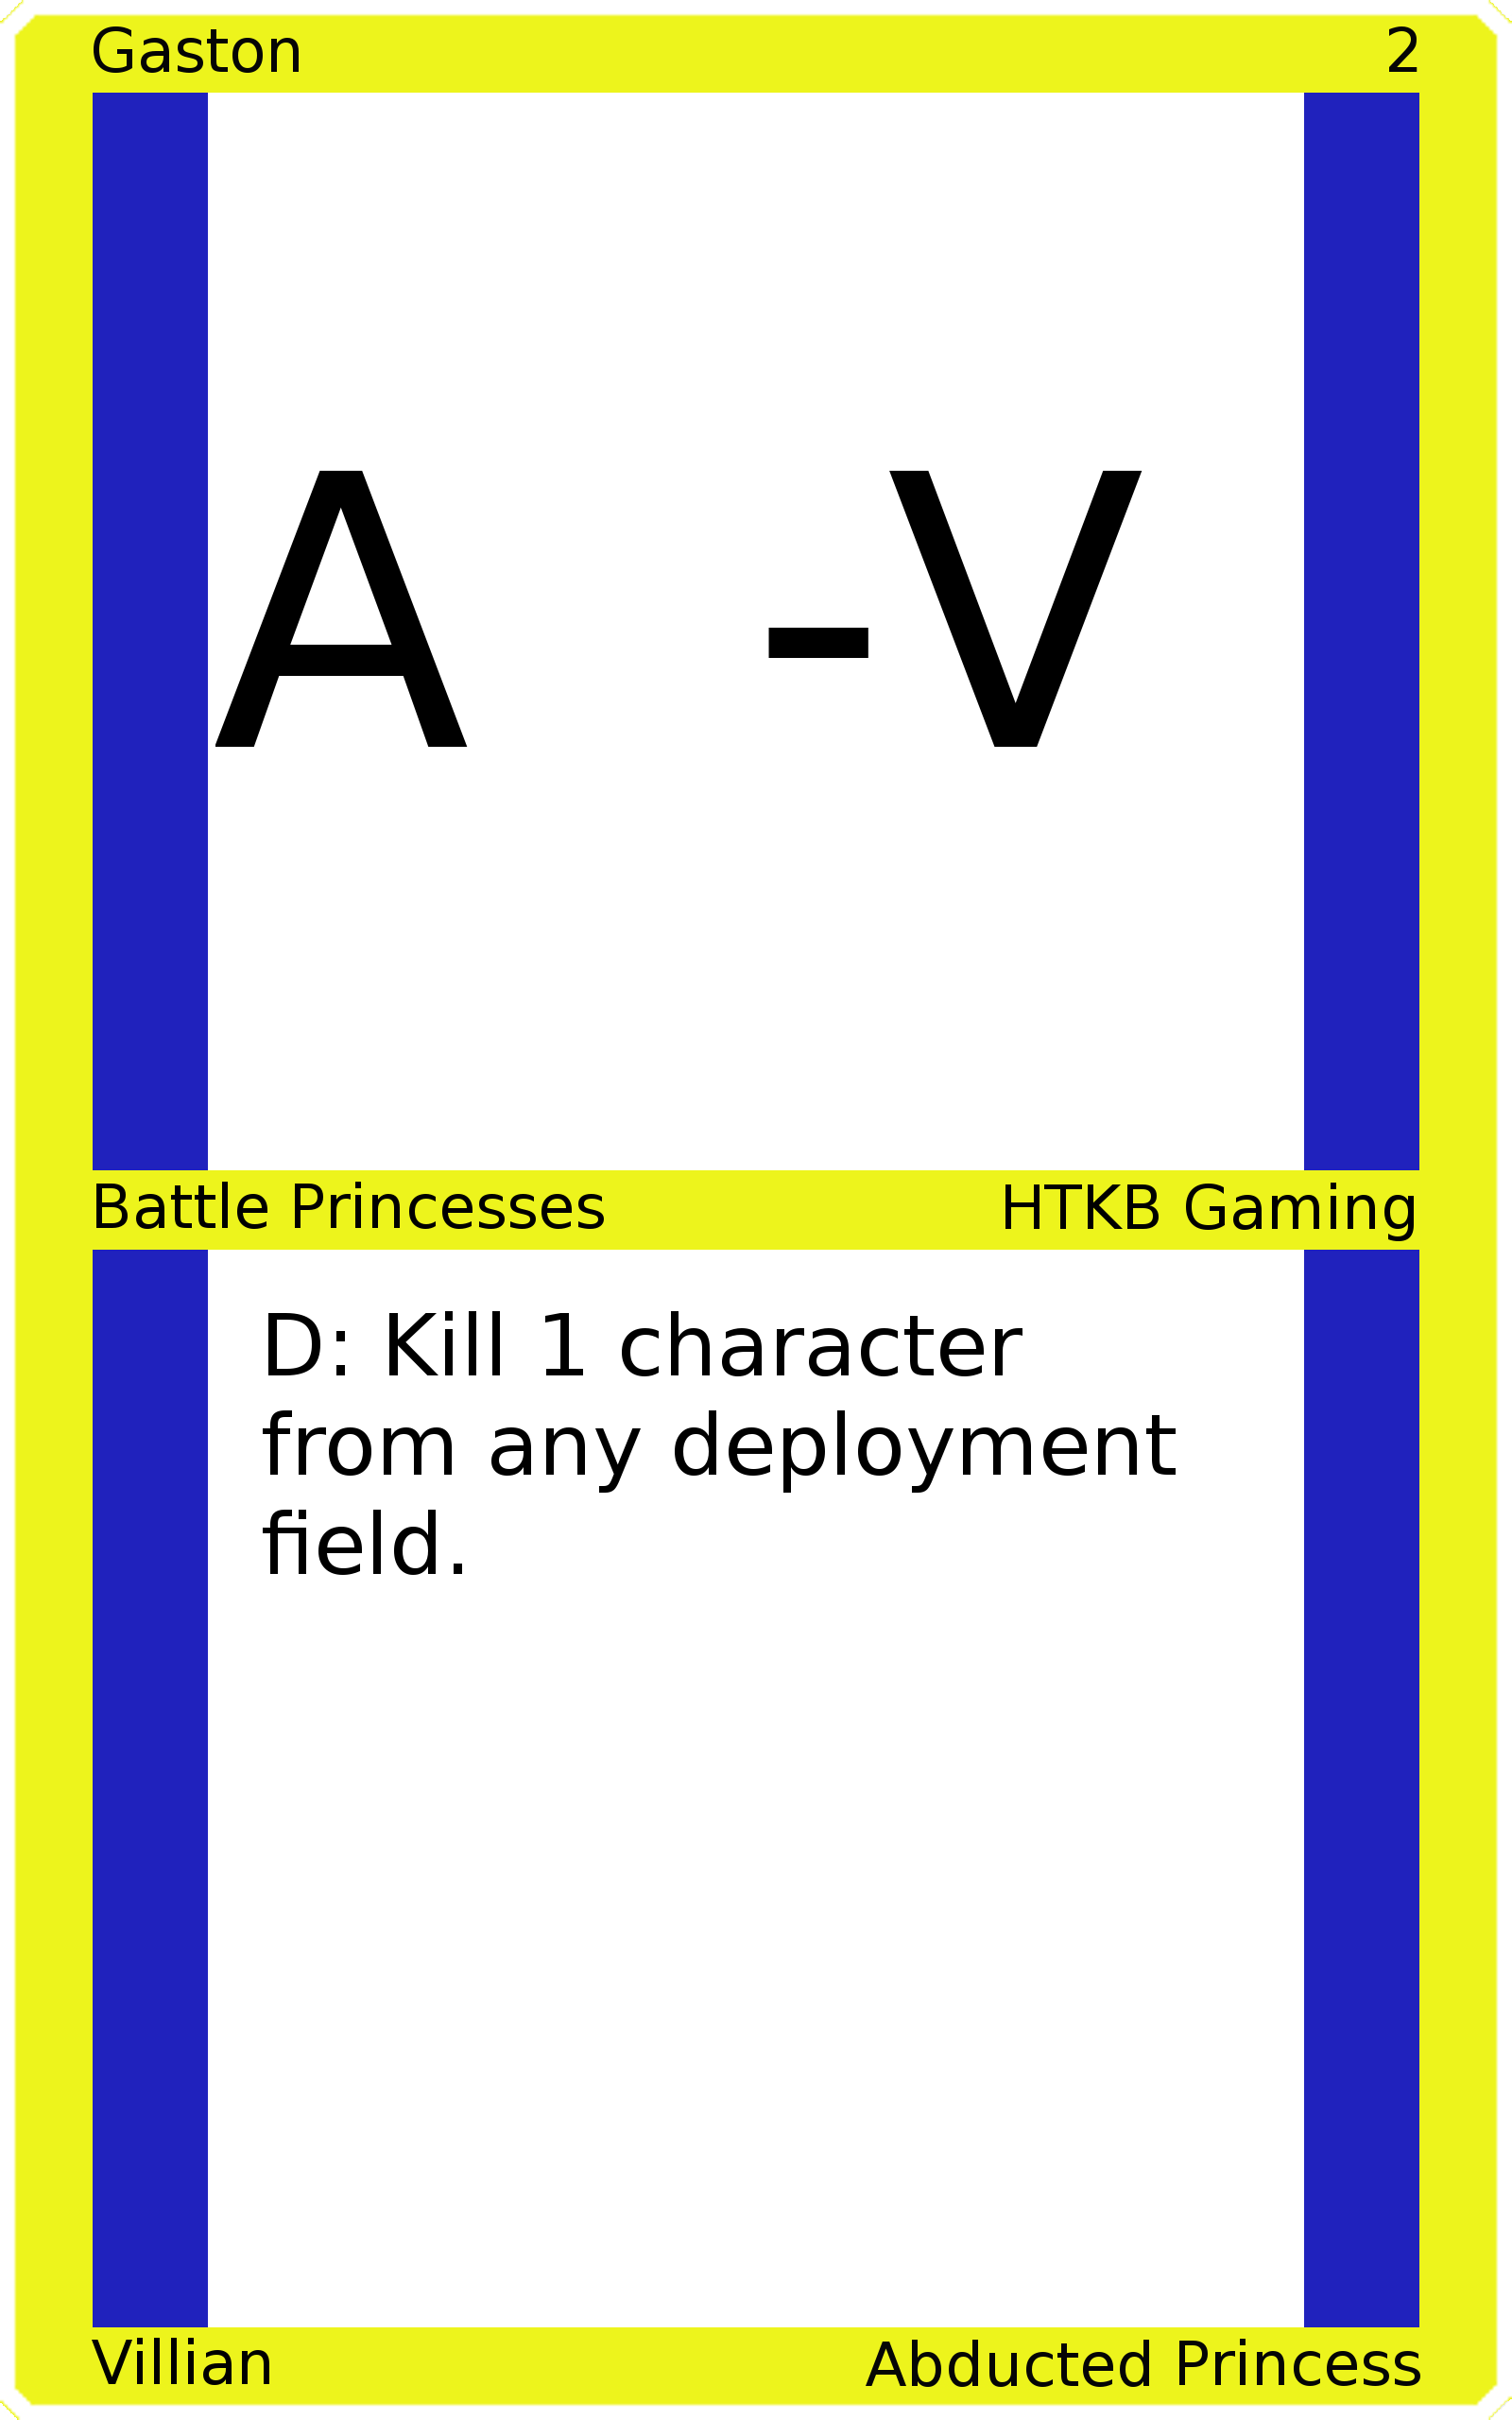 Gaston 2
A -V
Battle Princesses HTKB Gaming
D: Kill 1 character
from any deployment
field.
Villian Abducted Princess